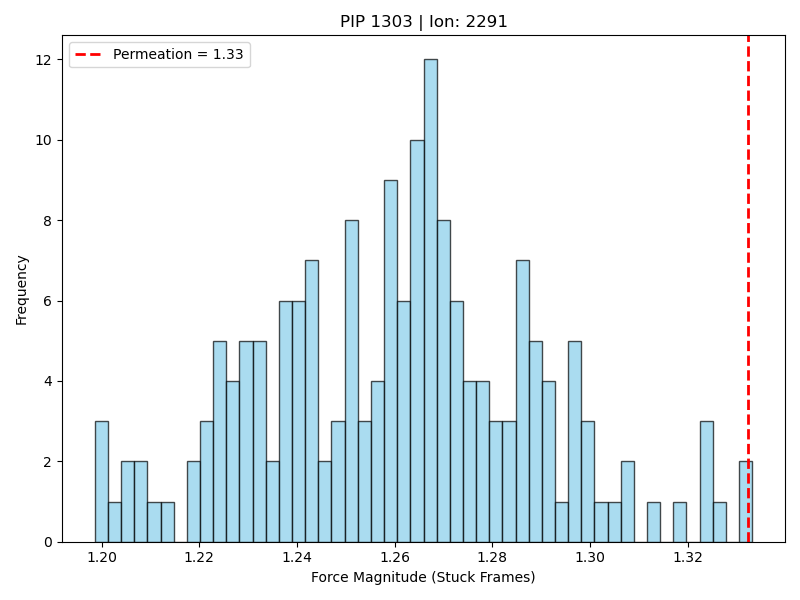 PIP 1303 | Ion: 2291
Permeation = 1.33
Frequency
12
10
8
6
4
2
0
1.20 1.22 1.24 1.26 1.28 1.30 1.32
Force Magnitude (Stuck Frames)